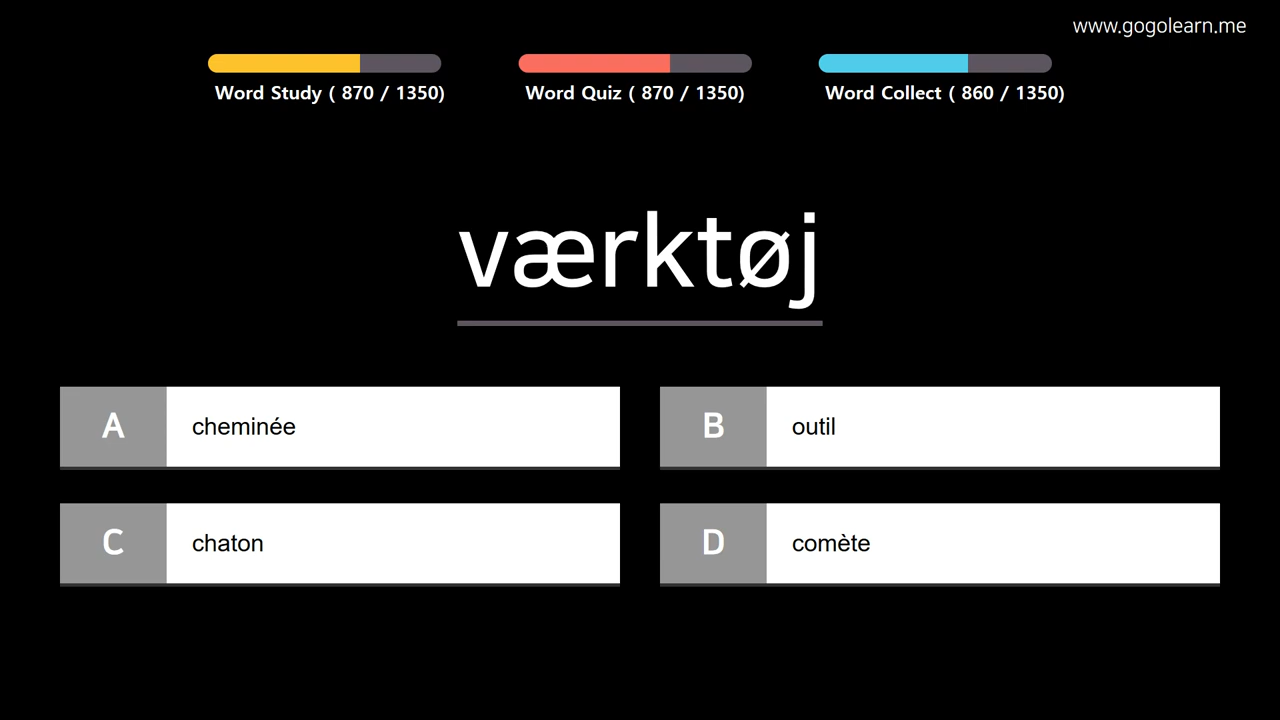 www.gogolearn.me
Word Study ( 870 / 1350)
Word Quiz ( 870 / 1350)
Word Collect ( 860 / 1350)
værktøj
A
cheminée
B
outil
C
chaton
D
comète